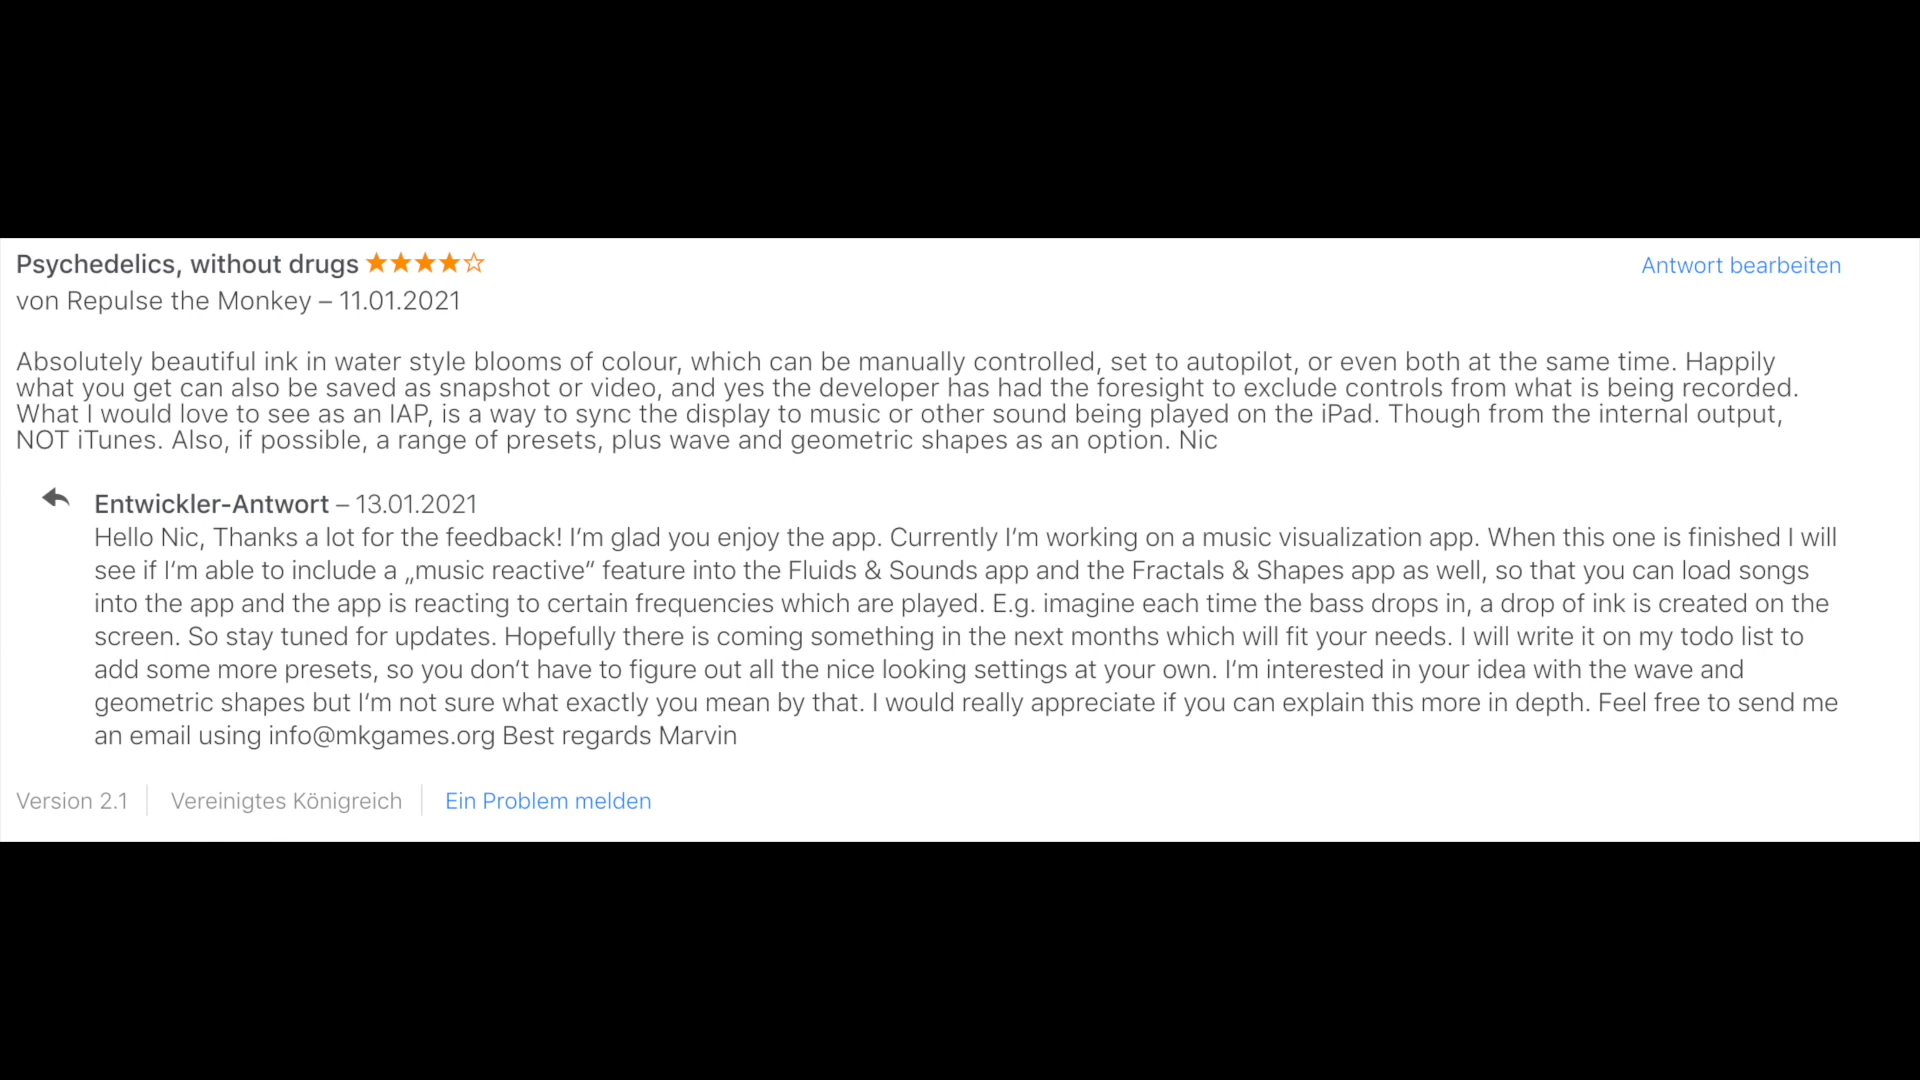 Psychedelics, without drugs ★★★★☆
Antwort bearbeiten
von Repulse the Monkey – 11.01.2021
Absolutely beautiful ink in water style blooms of colour, which can be manually controlled, set to autopilot, or even both at the same time. Happily
what you get can also be saved as snapshot or video, and yes the developer has had the foresight to exclude controls from what is being recorded.
What I would love to see as an IAP, is a way to sync the display to music or other sound being played on the iPad. Though from the internal output,
NOT iTunes. Also, if possible, a range of presets, plus wave and geometric shapes as an option. Nic
Entwickler-Antwort – 13.01.2021
Hello Nic, Thanks a lot for the feedback! I‘m glad you enjoy the app. Currently I‘m working on a music visualization app. When this one is finished I will
see if I‘m able to include a „music reactive“ feature into the Fluids & Sounds app and the Fractals & Shapes app as well, so that you can load songs
into the app and the app is reacting to certain frequencies which are played. E.g. imagine each time the bass drops in, a drop of ink is created on the
screen. So stay tuned for updates. Hopefully there is coming something in the next months which will fit your needs. I will write it on my todo list to
add some more presets, so you don‘t have to figure out all the nice looking settings at your own. I‘m interested in your idea with the wave and
geometric shapes but I‘m not sure what exactly you mean by that. I would really appreciate if you can explain this more in depth. Feel free to send me
an email using info@mkgames.org Best regards Marvin
Version 2.1
Vereinigtes Königreich
Ein Problem melden